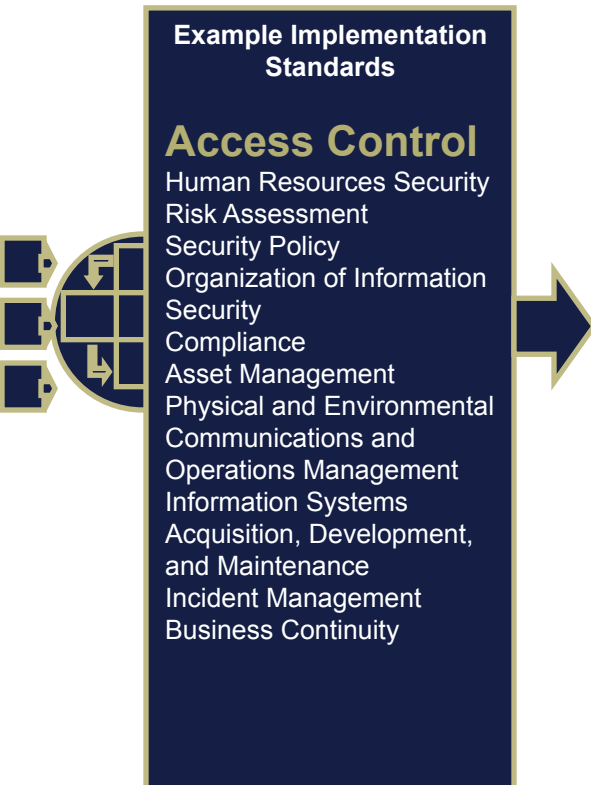 Example Implementation
Standards
Access Control
Human Resources Security
Risk Assessment
Security Policy
Organization of Information
Security
Compliance
Asset Management
Physical and Environmental
Communications and
Operations Management
Information Systems
Acquisition, Development,
and Maintenance
Incident Management
Business Continuity